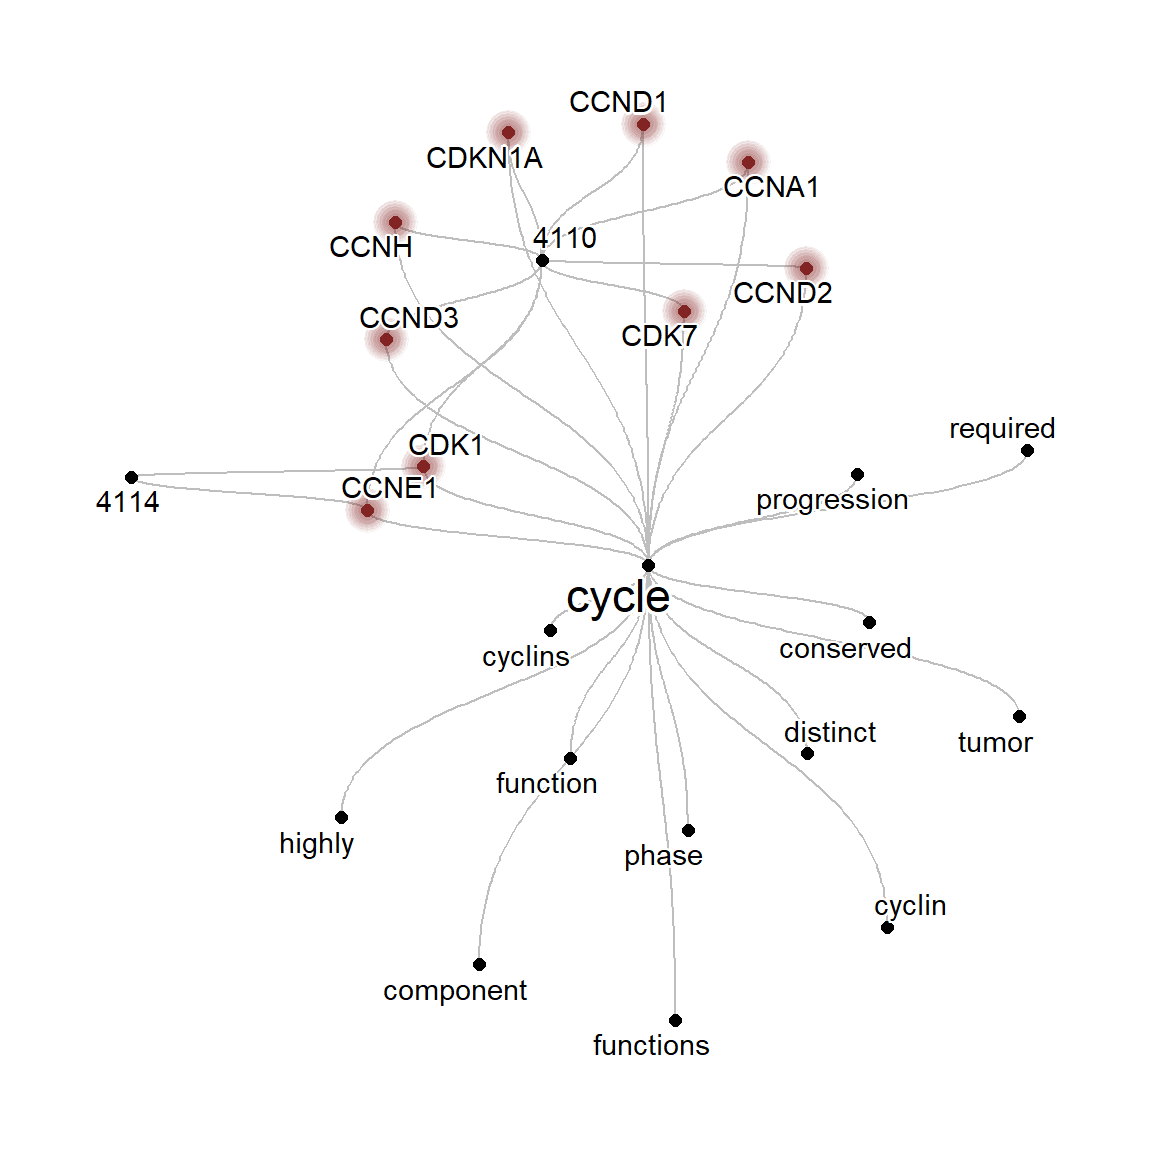 CCND1
CDKN1A
CCNA1
4110
CCNH
CCND2
CCND3
CDK7
required
CDK1
CCNE1
4114
progression
cycle
cyclins
conserved
distinct
tumor
function
highly
phase
cyclin
component
functions